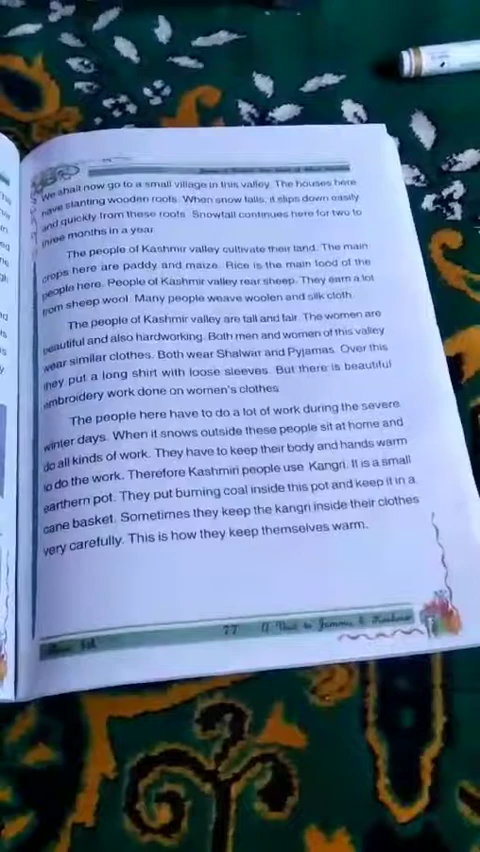 We shall now go to a small village in this valley. The houses here
have slanting wooden roofs. When snow falls, it slips down easily
and quickly from these roofs. Snowfall continues here for two to
three months in a year.
The people of Kashmir valley cultivate their land. The main
crops here are paddy and maize. Rice is the main food of the
people here. People of Kashmir valley rear sheep. They earn a lot
from sheep wool. Many people weave woolen and silk cloth.
The people of Kashmir valley are tall and fair. The women are
beautiful and also hardworking. Both men and women of this valley
wear similar clothes. Both wear Shalwar and Pyjamas. Over this
they put a long shirt with loose sleeves. But there is beautiful
embroidery work done on women's clothes
The people here have to do a lot of work during the severe
winter days. When it snows outside these people sit at home and
do all kinds of work. They have to keep their body and hands warm
to do the work. Therefore Kashmiri people use Kangri. It is a small
earthern pot. They put burning coal inside this pot and keep it in a
cane basket. Sometimes they keep the kangri inside their clothes
very carefully. This is how they keep themselves warm.
77 A Visit to Jammu & Kashmir